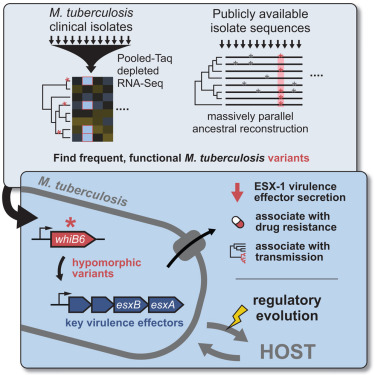 M. tuberculosis
clinical isolates
Pooled-Taq
depleted
RNA-Seq
....
Publicly available
isolate sequences
....
massively parallel
ancestral reconstruction
Find frequent, functional M. tuberculosis variants
M. tuberculosis
*
whiB6
hypomorphic
variants
esxB esxA
key virulence effectors
ESX-1 virulence
effector secretion
associate with
drug resistance
associate with
transmission
regulatory
evolution
HOST